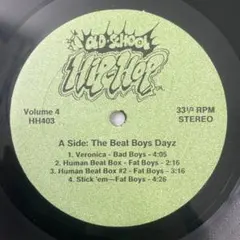 OLD SCHOOL
HIP-HOP
Volume 4
HH403
33⅓ RPM
STEREO
A Side: The Beat Boys Dayz
1. Veronica - Bad Boys - 4:05
2. Human Beat Box - Fat Boys - 2:16
3. Human Beat Box #2 - Fat Boys - 2:14
4. Stick 'em—Fat Boys - 4:26